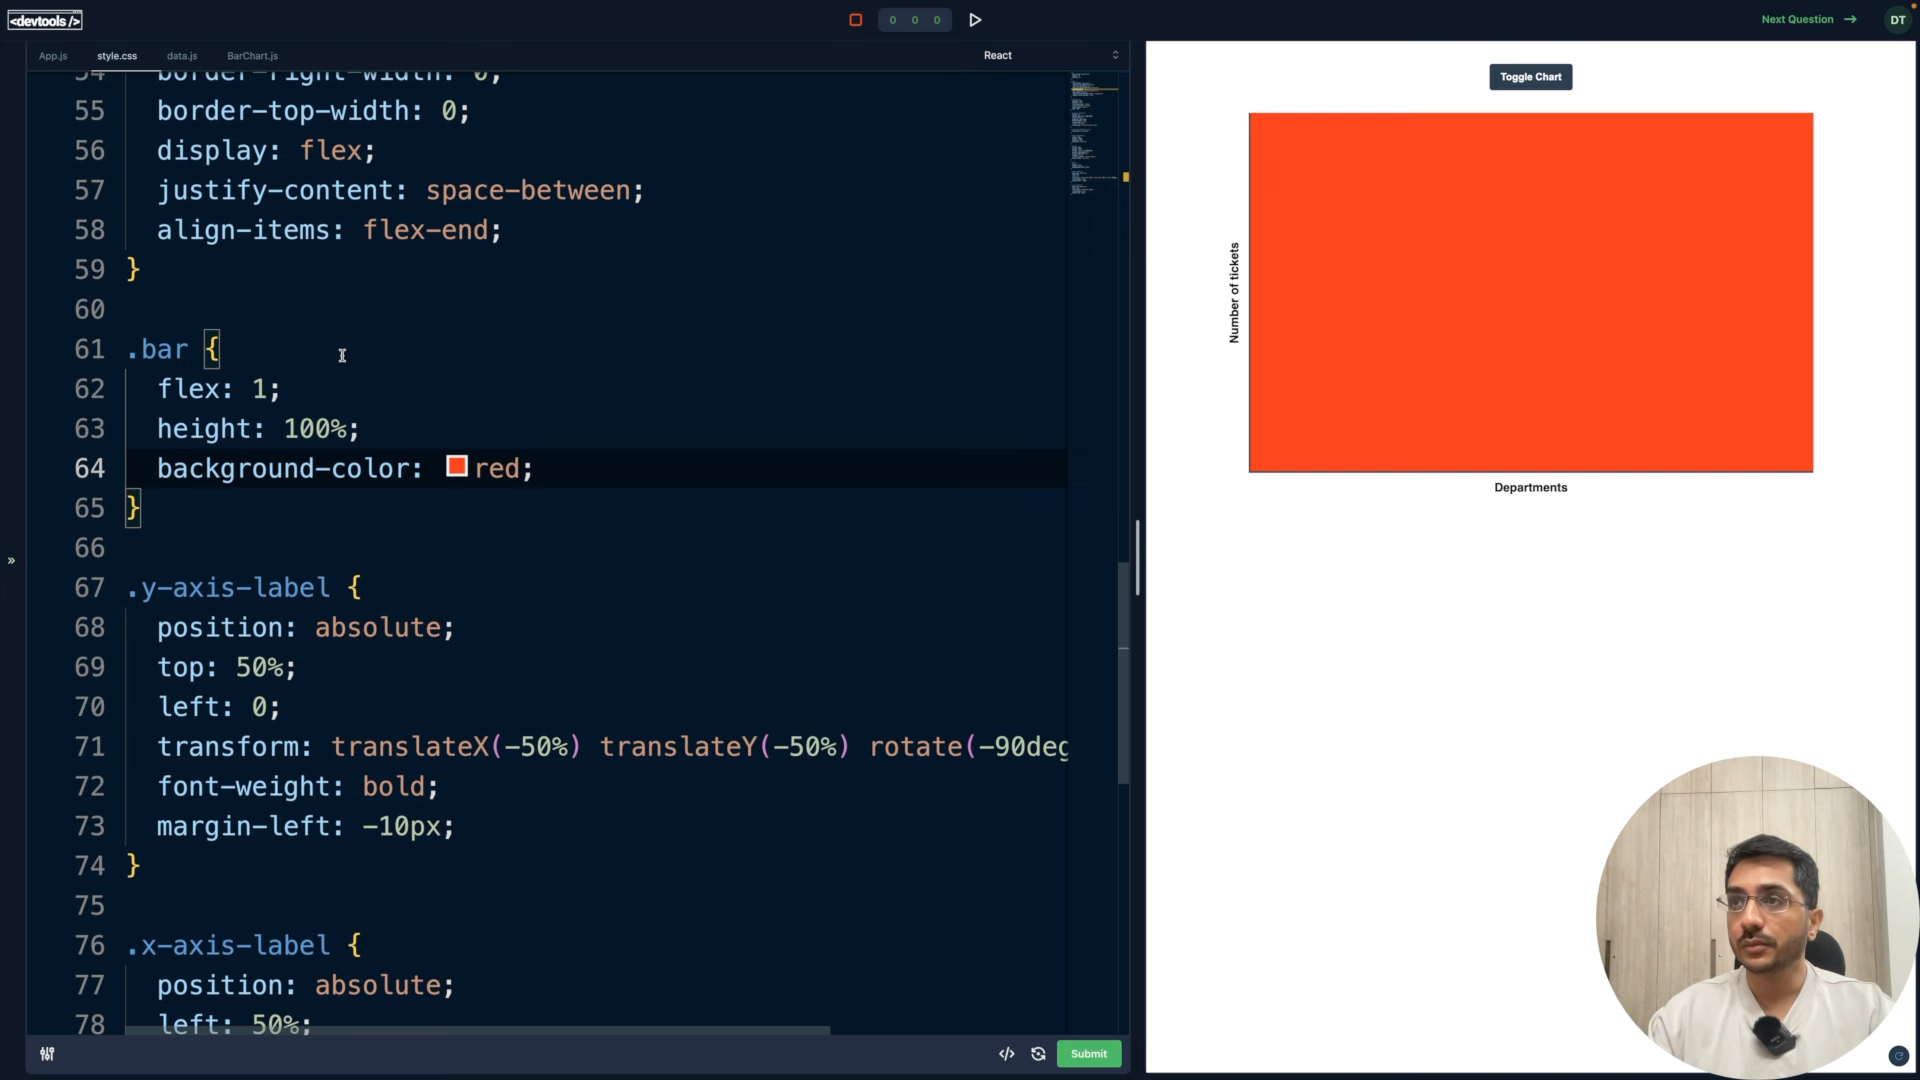 <devtools />
0 0 0
Next Question
DT
App.js
style.css
data.js
BarChart.js
React
54 border-right-width: 0;
55 border-top-width: 0;
56 display: flex;
57 justify-content: space-between;
58 align-items: flex-end;
59 }
60
61 .bar {
62 flex: 1;
63 height: 100%;
64 background-color: red;
65 }
66
67 .y-axis-label {
68 position: absolute;
69 top: 50%;
70 left: 0;
71 transform: translateX(-50%) translateY(-50%) rotate(-90deg
72 font-weight: bold;
73 margin-left: -10px;
74 }
75
76 .x-axis-label {
77 position: absolute;
78 left: 50%;
Submit
Toggle Chart
Number of tickets
Departments